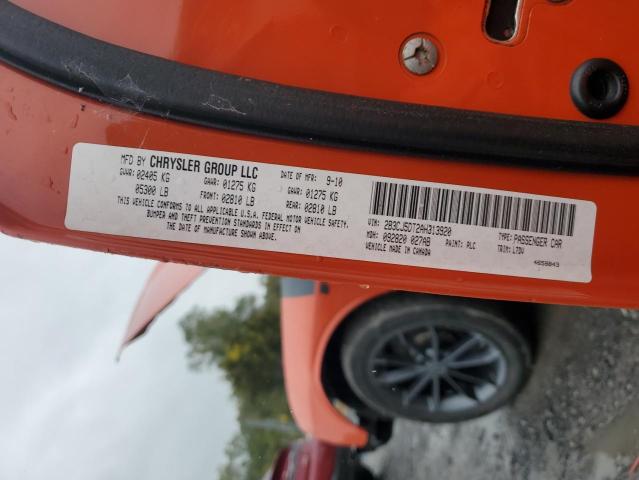 MFD BY CHRYSLER GROUP LLC DATE OF MFR 9-10
GVWR: 02405 KG GAWR: 01275 KG GAWR: 01275 KG
05300 LB FRONT: 02810 LB REAR: 02810 LB
THIS VEHICLE CONFORMS TO ALL APPLICABLE U.S.A. FEDERAL MOTOR VEHICLE SAFETY,
BUMPER AND THEFT PREVENTION STANDARDS IN EFFECT ON
THE DATE OF MANUFACTURE SHOWN ABOVE.
VIN: 2B3CJ5DT2AH313920 TYPE: PASSENGER CAR
MDH: 092820 027AB PAINT: PLC TRIM: L7DV
VEHICLE MADE IN CANADA 4658843